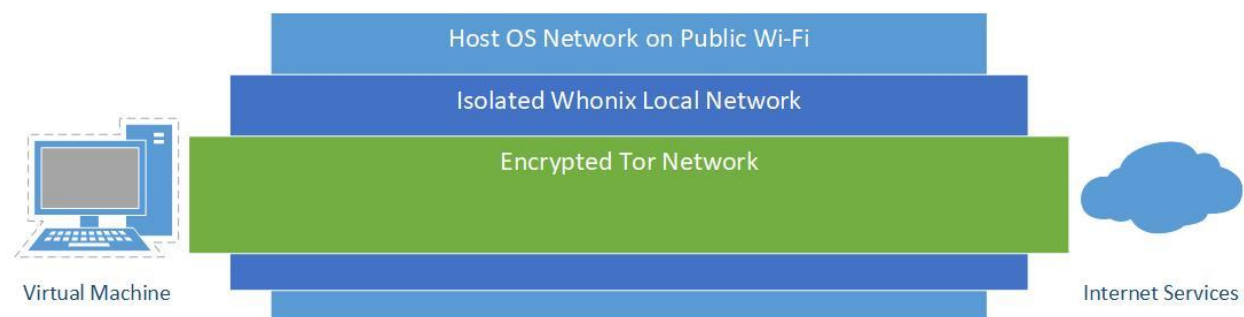 Host OS Network on Public Wi-Fi
Isolated Whonix Local Network
Encrypted Tor Network
Virtual Machine
Internet Services